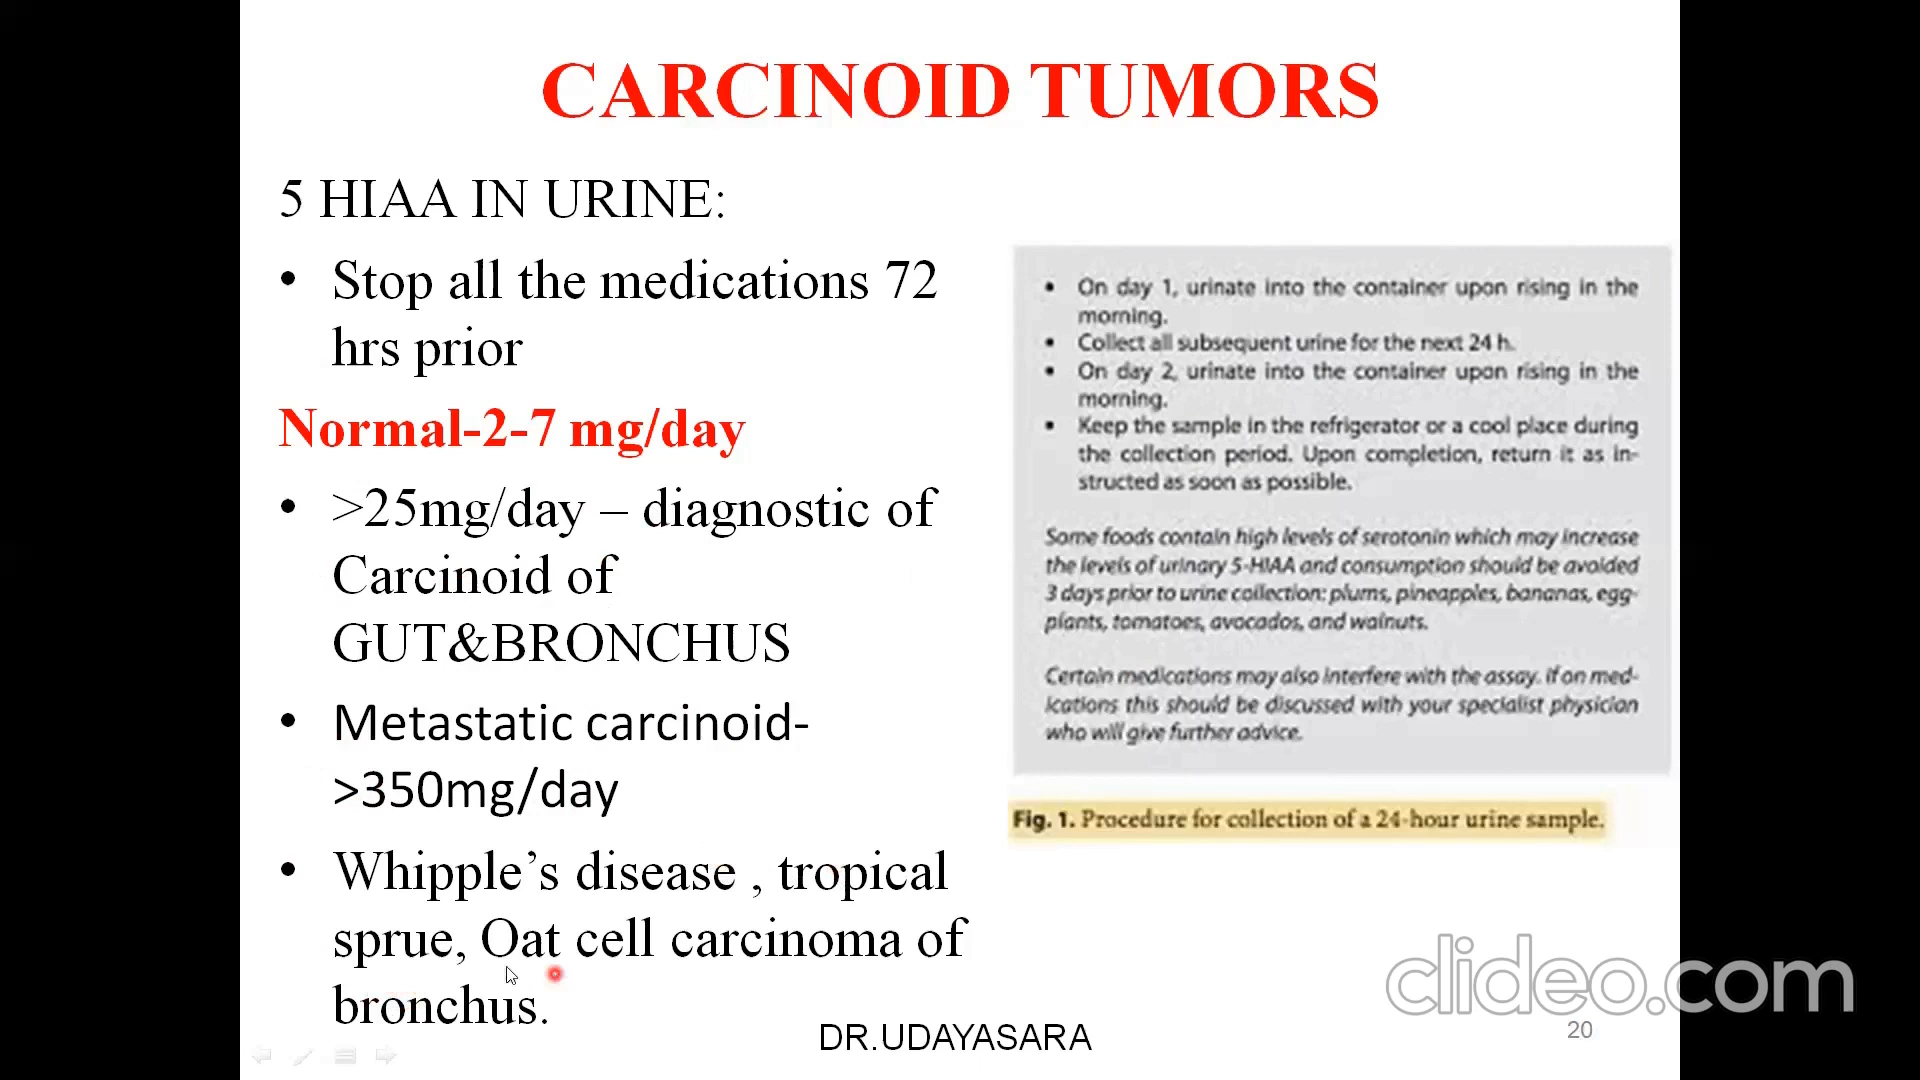 CARCINOID TUMORS
5 HIAA IN URINE:
• Stop all the medications 72
hrs prior
Normal-2-7 mg/day
• >25mg/day – diagnostic of
Carcinoid of
GUT&BRONCHUS
• Metastatic carcinoid-
>350mg/day
• Whipple’s disease , tropical
sprue, Oat cell carcinoma of
bronchus.
• On day 1, urinate into the container upon rising in the
morning.
• Collect all subsequent urine for the next 24 h.
• On day 2, urinate into the container upon rising in the
morning.
• Keep the sample in the refrigerator or a cool place during
the collection period. Upon completion, return it as in-
structed as soon as possible.
Some foods contain high levels of serotonin which may increase
the levels of urinary 5-HIAA and consumption should be avoided
3 days prior to urine collection: plums, pineapples, bananas, egg-
plants, tomatoes, avocados, and walnuts.
Certain medications may also interfere with the assay. If on med-
ications this should be discussed with your specialist physician
who will give further advice.
Fig. 1. Procedure for collection of a 24-hour urine sample.
clideo.com
DR.UDAYASARA
20